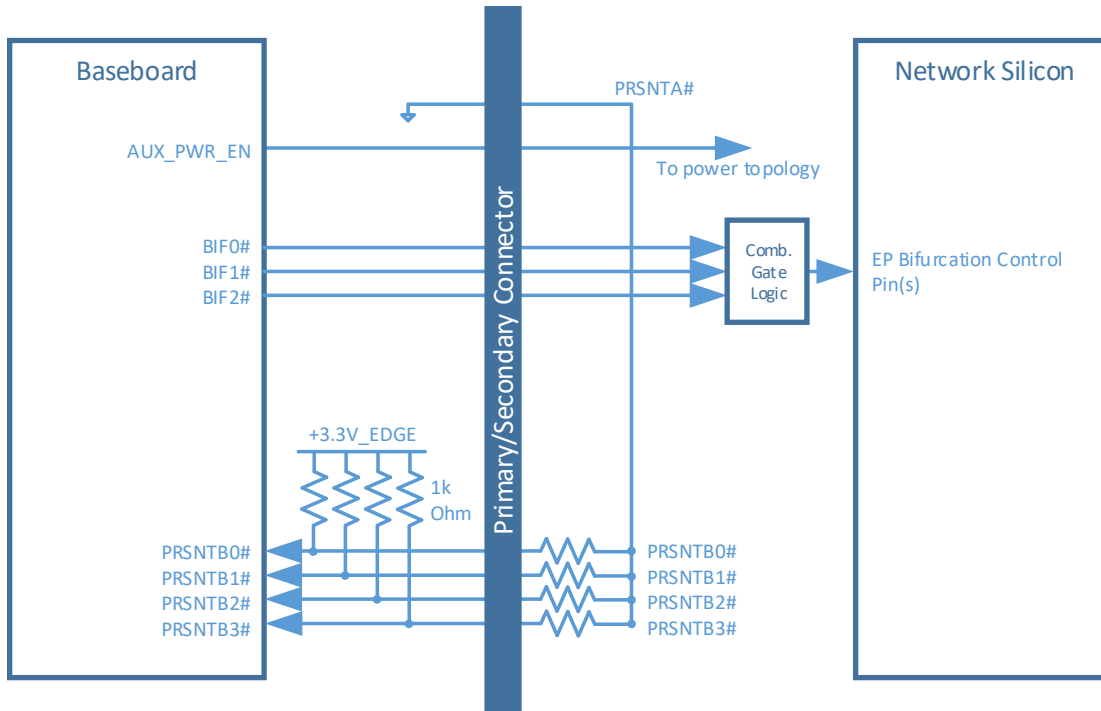 Baseboard
Network Silicon
PRSNTA#
AUX_PWR_EN
To power topology
Primary/Secondary Connector
BIF0#
BIF1#
BIF2#
Comb.
Gate
Logic
EP Bifurcation Control
Pin(s)
+3.3V_EDGE
1k
Ohm
PRSNTB0#
PRSNTB1#
PRSNTB2#
PRSNTB3#
PRSNTB0#
PRSNTB1#
PRSNTB2#
PRSNTB3#